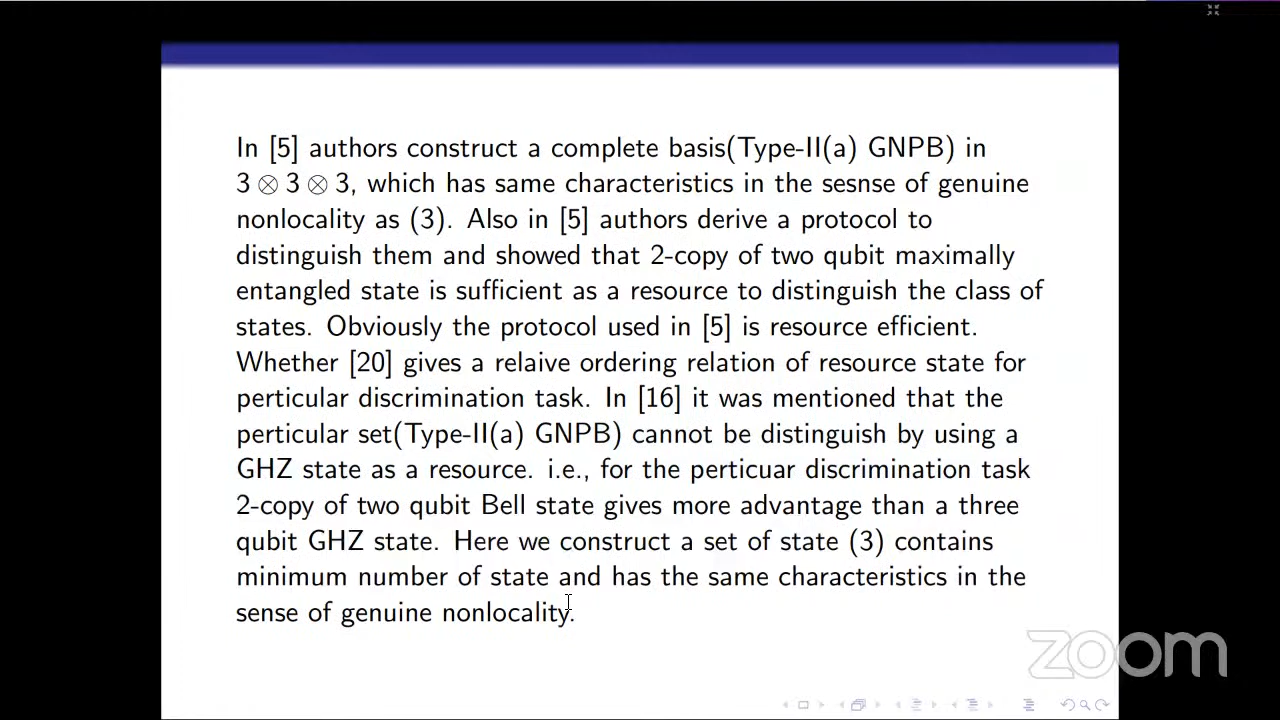 In [5] authors construct a complete basis(Type-II(a) GNPB) in
3 ⊗ 3 ⊗ 3, which has same characteristics in the sesnse of genuine
nonlocality as (3). Also in [5] authors derive a protocol to
distinguish them and showed that 2-copy of two qubit maximally
entangled state is sufficient as a resource to distinguish the class of
states. Obviously the protocol used in [5] is resource efficient.
Whether [20] gives a relaive ordering relation of resource state for
perticular discrimination task. In [16] it was mentioned that the
perticular set(Type-II(a) GNPB) cannot be distinguish by using a
GHZ state as a resource. i.e., for the perticuar discrimination task
2-copy of two qubit Bell state gives more advantage than a three
qubit GHZ state. Here we construct a set of state (3) contains
minimum number of state and has the same characteristics in the
sense of genuine nonlocality.
zoom